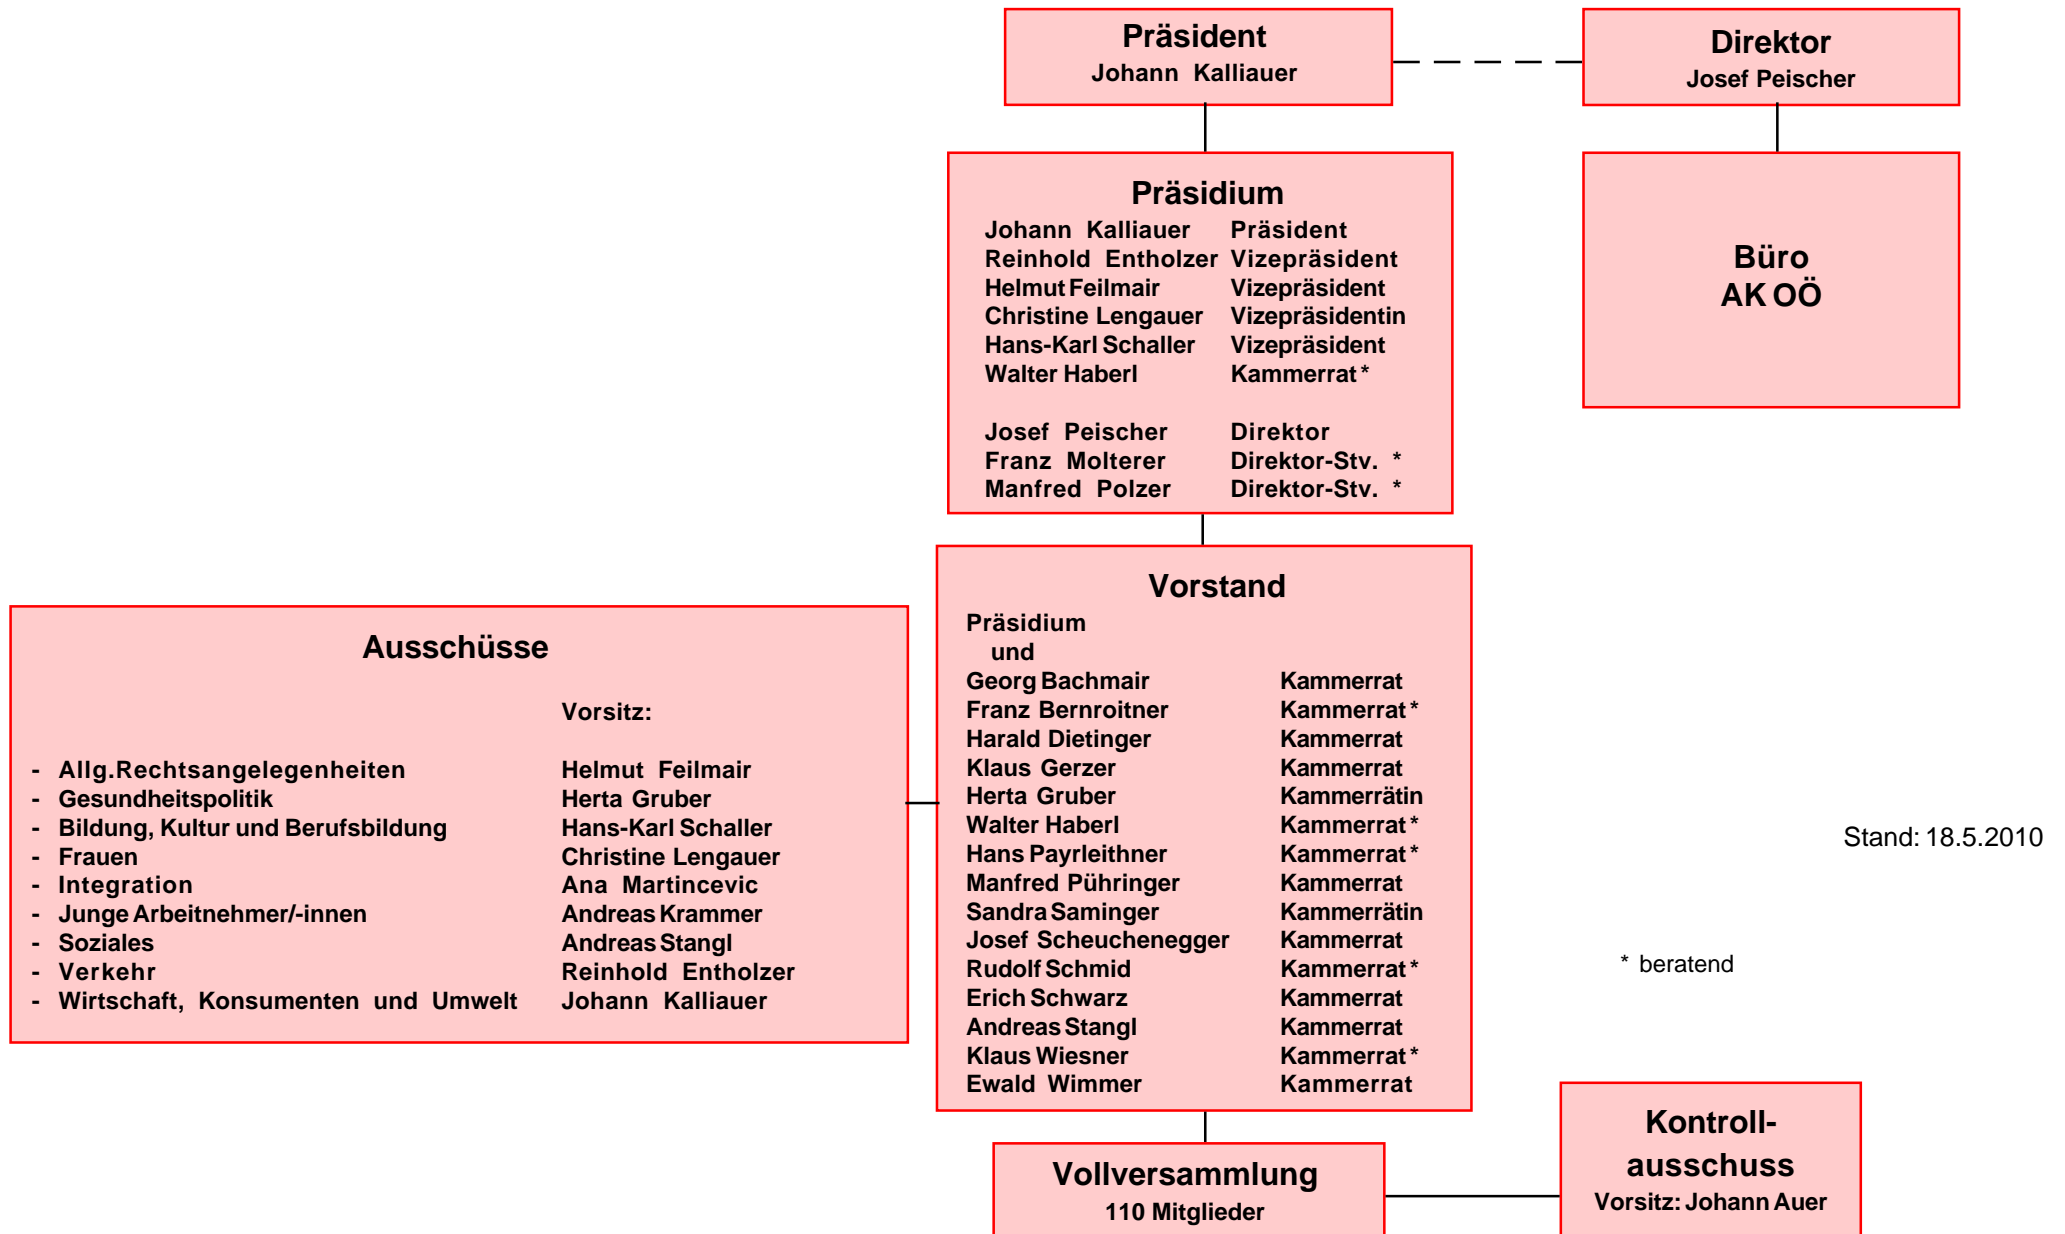 Präsident
Johann Kalliauer
Direktor
Josef Peischer
Präsidium
Johann Kalliauer Präsident
Reinhold Entholzer Vizepräsident
Helmut Feilmair Vizepräsident
Christine Lengauer Vizepräsidentin
Hans-Karl Schaller Vizepräsident
Walter Haberl Kammerrat *
Josef Peischer Direktor
Franz Molterer Direktor-Stv. *
Manfred Polzer Direktor-Stv. *
Büro
AK OÖ
Vorstand
Präsidium
und
Georg Bachmair Kammerrat
Franz Bernroitner Kammerrat *
Harald Dietinger Kammerrat
Klaus Gerzer Kammerrat
Herta Gruber Kammerrätin
Walter Haberl Kammerrat *
Hans Payrleithner Kammerrat *
Manfred Pühringer Kammerrat
Sandra Saminger Kammerrätin
Josef Scheuchenegger Kammerrat
Rudolf Schmid Kammerrat *
Erich Schwarz Kammerrat
Andreas Stangl Kammerrat
Klaus Wiesner Kammerrat *
Ewald Wimmer Kammerrat
Ausschüsse
Vorsitz:
- Allg.Rechtsangelegenheiten Helmut Feilmair
- Gesundheitspolitik Herta Gruber
- Bildung, Kultur und Berufsbildung Hans-Karl Schaller
- Frauen Christine Lengauer
- Integration Ana Martincevic
- Junge Arbeitnehmer/-innen Andreas Krammer
- Soziales Andreas Stangl
- Verkehr Reinhold Entholzer
- Wirtschaft, Konsumenten und Umwelt Johann Kalliauer
Stand: 18.5.2010
* beratend
Vollversammlung
110 Mitglieder
Kontroll-
ausschuss
Vorsitz: Johann Auer